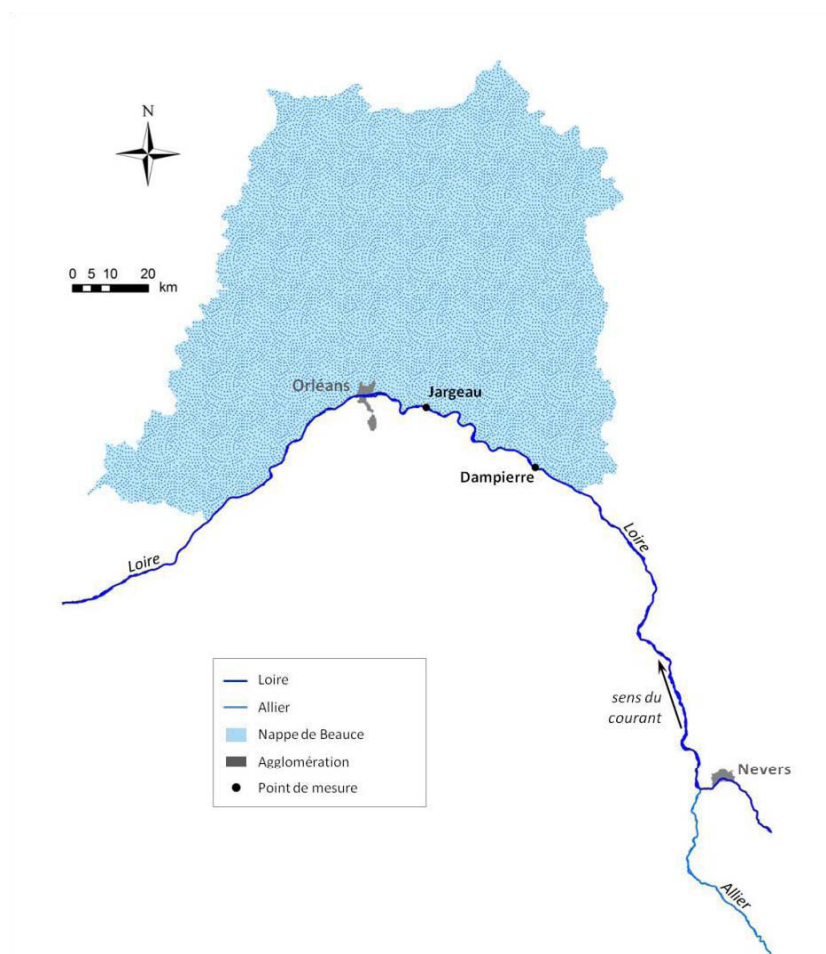 N
0 5 10 20
km
Orléans
Jargeau
Dampierre
Loire
Loire
sens du
courant
Nevers
Allier
Loire
Allier
Nappe de Beauce
Agglomération
Point de mesure